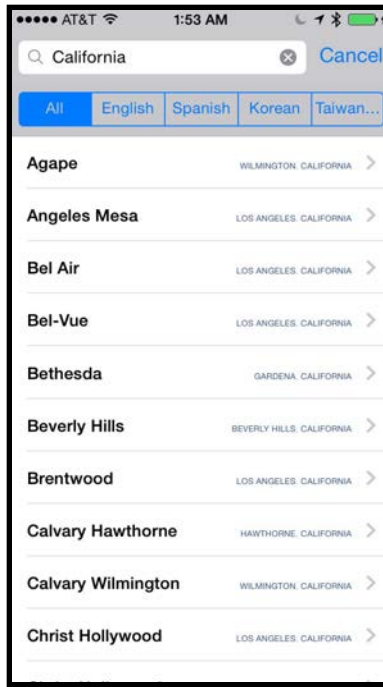 AT&T 1:53 AM
California Cancel
All English Spanish Korean Taiwan...
Agape WILMINGTON, CALIFORNIA
Angeles Mesa LOS ANGELES, CALIFORNIA
Bel Air LOS ANGELES, CALIFORNIA
Bel-Vue LOS ANGELES, CALIFORNIA
Bethesda GARDENA, CALIFORNIA
Beverly Hills BEVERLY HILLS, CALIFORNIA
Brentwood LOS ANGELES, CALIFORNIA
Calvary Hawthorne HAWTHORNE, CALIFORNIA
Calvary Wilmington WILMINGTON, CALIFORNIA
Christ Hollywood LOS ANGELES, CALIFORNIA